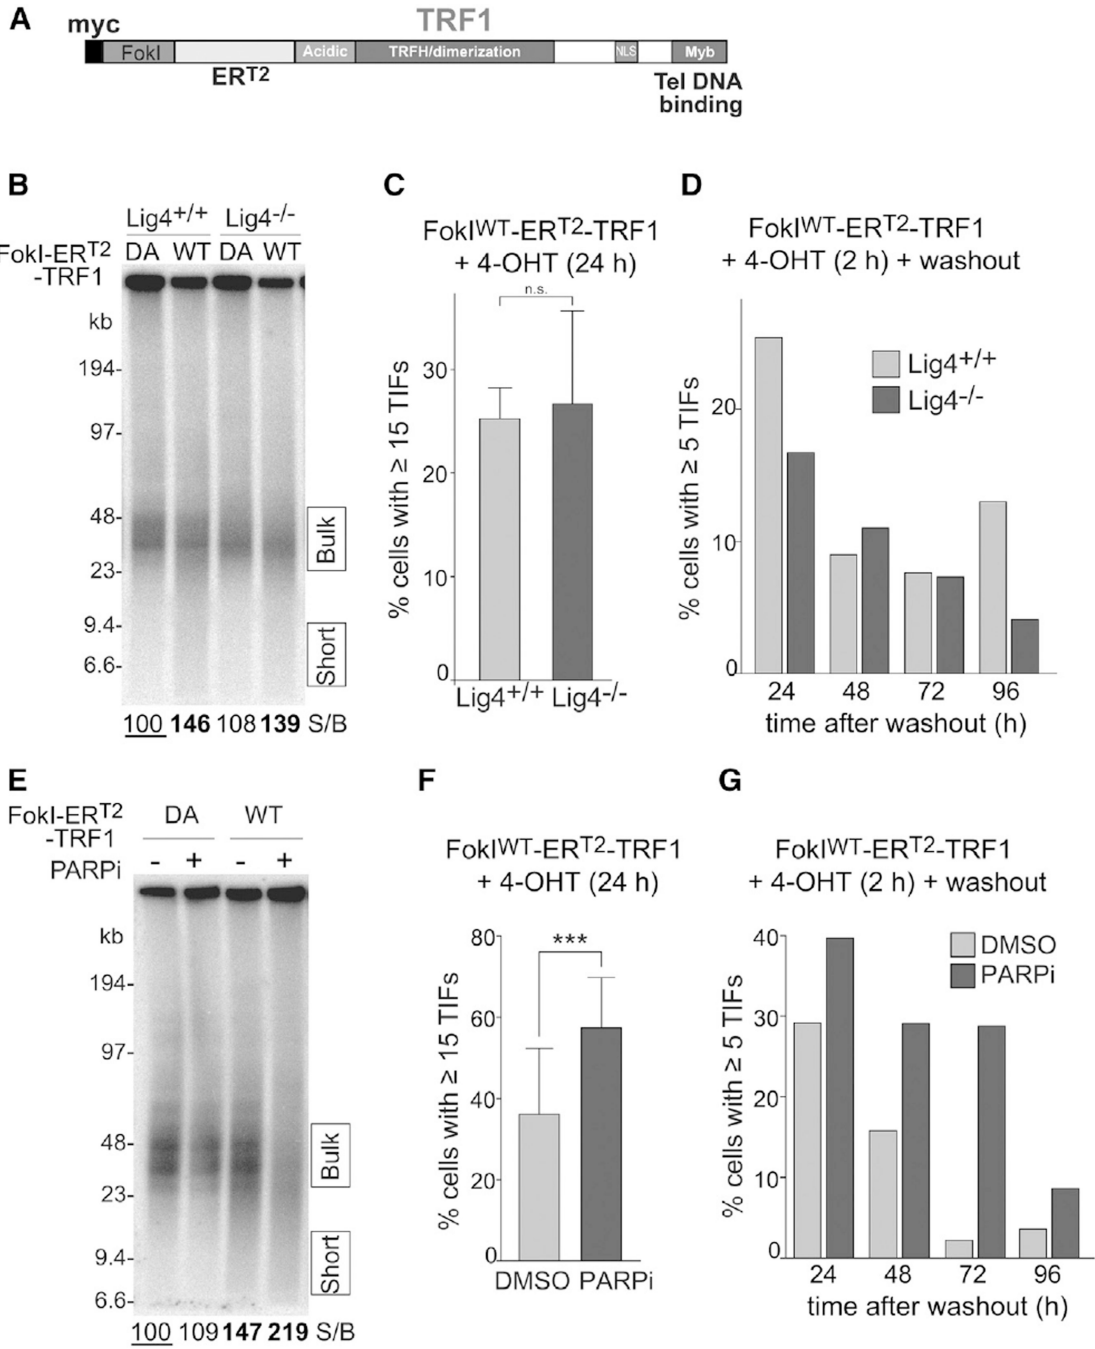 A
myc
TRF1
FokI
Acidic
TRFH/dimerization
NLS
Myb
ERT2
Tel DNA
binding
B
Lig4+/+ Lig4-/-
FokI-ERT2
-TRF1
DA WT DA WT
kb
194-
97-
48-
23-
9.4-
6.6-
Bulk
Short
100 146 108 139 S/B
C
FokIWT-ERT2-TRF1
+ 4-OHT (24 h)
n.s.
% cells with ≥ 15 TIFs
30
20
10
0
Lig4+/+ Lig4-/-
D
FokIWT-ERT2-TRF1
+ 4-OHT (2 h) + washout
Lig4+/+
Lig4-/-
% cells with ≥ 5 TIFs
20
10
0
24 48 72 96
time after washout (h)
E
FokI-ERT2
-TRF1
DA WT
PARPi - + - +
kb
194-
97-
48-
23-
9.4-
6.6-
Bulk
Short
100 109 147 219 S/B
F
FokIWT-ERT2-TRF1
+ 4-OHT (24 h)
***
% cells with ≥ 15 TIFs
80
60
40
20
0
DMSO PARPi
G
FokIWT-ERT2-TRF1
+ 4-OHT (2 h) + washout
DMSO
PARPi
% cells with ≥ 5 TIFs
40
30
20
10
0
24 48 72 96
time after washout (h)